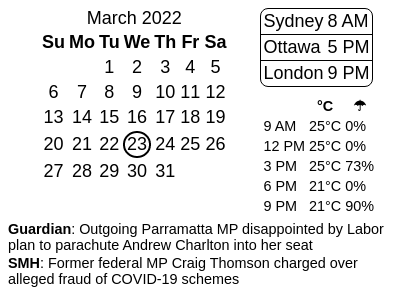 March 2022
Su Mo Tu We Th Fr Sa
1 2 3 4 5
6 7 8 9 10 11 12
13 14 15 16 17 18 19
20 21 22 23 24 25 26
27 28 29 30 31
Sydney 8 AM
Ottawa 5 PM
London 9 PM
°C ☂
9 AM 25°C 0%
12 PM 25°C 0%
3 PM 25°C 73%
6 PM 21°C 0%
9 PM 21°C 90%
Guardian: Outgoing Parramatta MP disappointed by Labor
plan to parachute Andrew Charlton into her seat
SMH: Former federal MP Craig Thomson charged over
alleged fraud of COVID-19 schemes